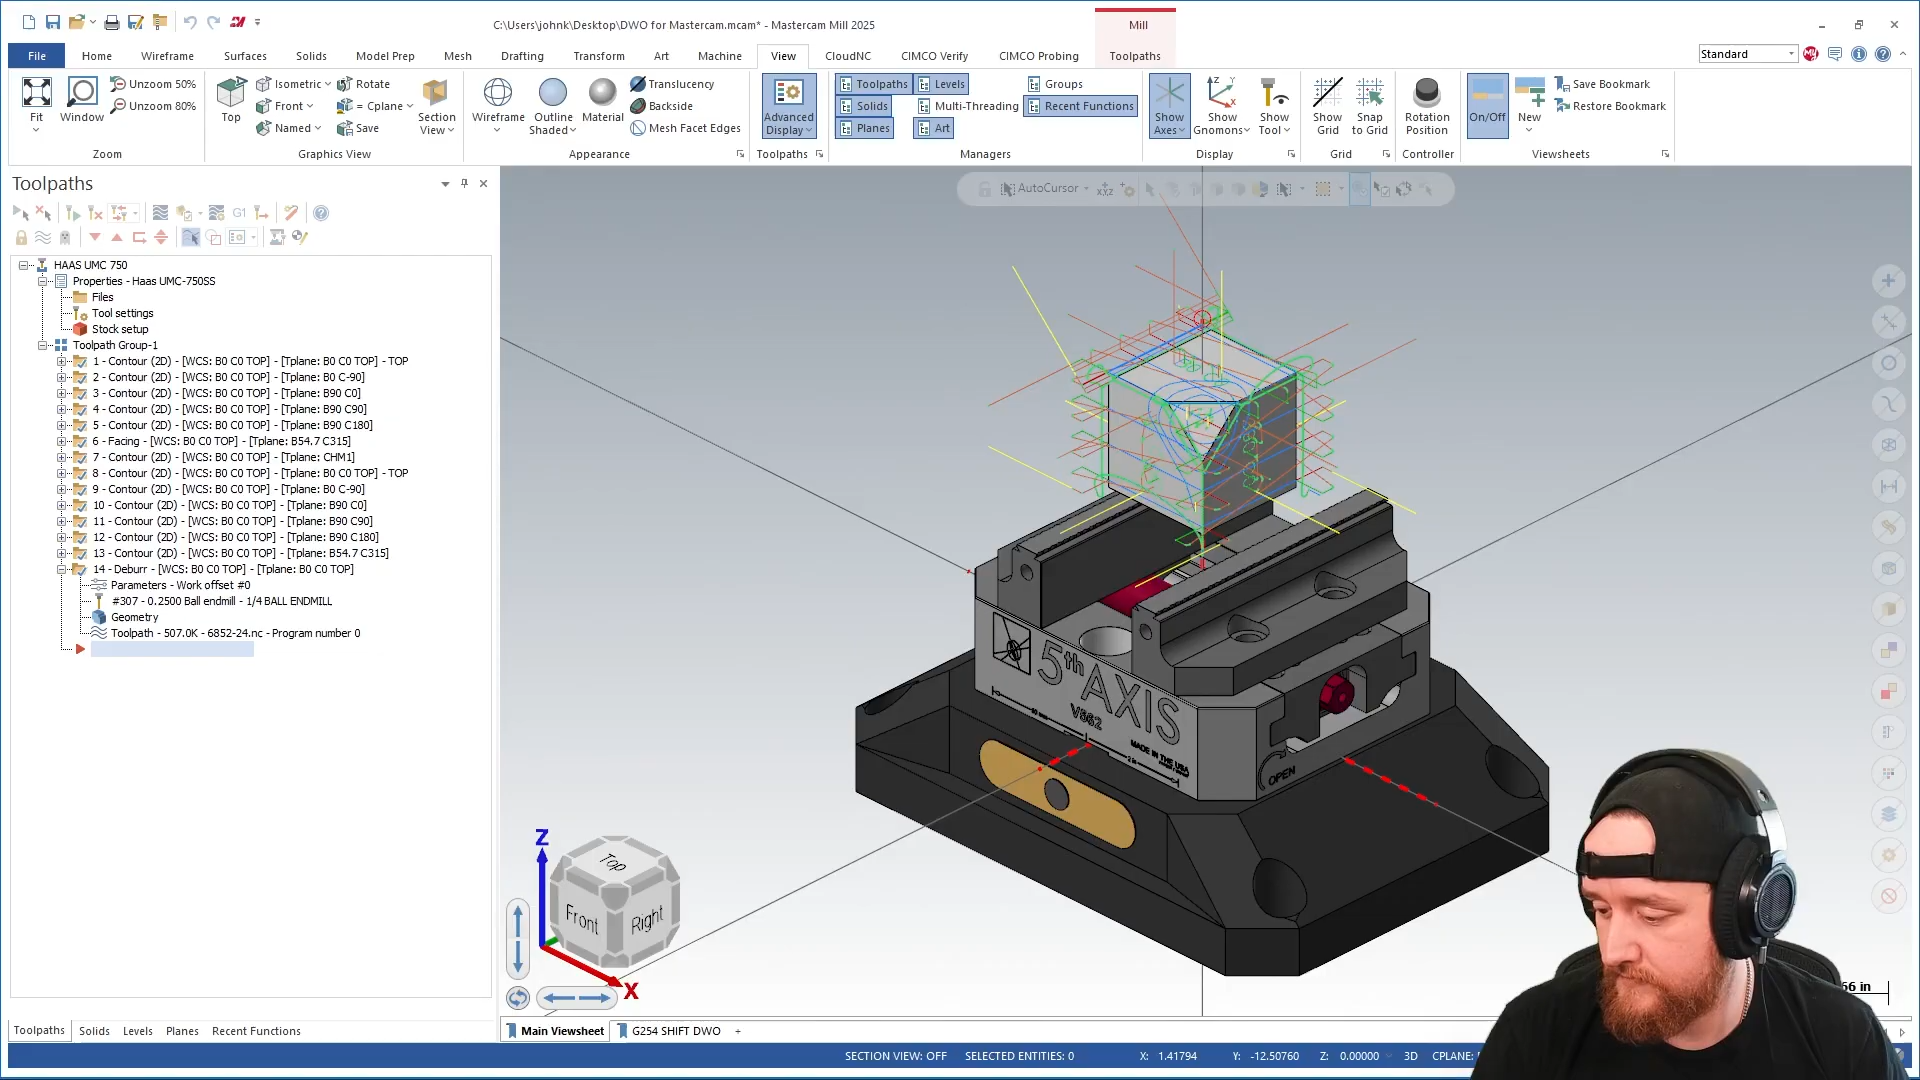 C:\Users\johnk\Desktop\DWO for Mastercam.mcam* - Mastercam Mill 2025
Mill
File
Home
Wireframe
Surfaces
Solids
Model Prep
Mesh
Drafting
Transform
Art
Machine
View
CloudNC
CIMCO Verify
CIMCO Probing
Toolpaths
Standard
Fit
Window
Unzoom 50%
Unzoom 80%
Zoom
Top
Isometric
Front
Named
Rotate
= Cplane
Save
Section View
Graphics View
Wireframe
Outline Shaded
Material
Translucency
Backside
Mesh Facet Edges
Appearance
Advanced Display
Toolpaths
Toolpaths
Solids
Planes
Levels
Multi-Threading
Art
Groups
Recent Functions
Managers
Show Axes
Show Gnomons
Show Tool
Display
Show Grid
Snap to Grid
Grid
Rotation Position
Controller
On/Off
New
Save Bookmark
Restore Bookmark
Viewsheets
Toolpaths
G1
AutoCursor
HAAS UMC 750
Properties - Haas UMC-750SS
Files
Tool settings
Stock setup
Toolpath Group-1
1 - Contour (2D) - [WCS: B0 C0 TOP] - [Tplane: B0 C0 TOP] - TOP
2 - Contour (2D) - [WCS: B0 C0 TOP] - [Tplane: B0 C-90]
3 - Contour (2D) - [WCS: B0 C0 TOP] - [Tplane: B90 C0]
4 - Contour (2D) - [WCS: B0 C0 TOP] - [Tplane: B90 C90]
5 - Contour (2D) - [WCS: B0 C0 TOP] - [Tplane: B90 C180]
6 - Facing - [WCS: B0 C0 TOP] - [Tplane: B54.7 C315]
7 - Contour (2D) - [WCS: B0 C0 TOP] - [Tplane: CHM1]
8 - Contour (2D) - [WCS: B0 C0 TOP] - [Tplane: B0 C0 TOP] - TOP
9 - Contour (2D) - [WCS: B0 C0 TOP] - [Tplane: B0 C-90]
10 - Contour (2D) - [WCS: B0 C0 TOP] - [Tplane: B90 C0]
11 - Contour (2D) - [WCS: B0 C0 TOP] - [Tplane: B90 C90]
12 - Contour (2D) - [WCS: B0 C0 TOP] - [Tplane: B90 C180]
13 - Contour (2D) - [WCS: B0 C0 TOP] - [Tplane: B54.7 C315]
14 - Deburr - [WCS: B0 C0 TOP] - [Tplane: B0 C0 TOP]
Parameters - Work offset #0
#307 - 0.2500 Ball endmill - 1/4 BALL ENDMILL
Geometry
Toolpath - 507.0K - 6852-24.nc - Program number 0
5th AXIS
V562
MADE IN THE USA
OPEN
Z
Top
Front
Right
X
56 in
Toolpaths
Solids
Levels
Planes
Recent Functions
Main Viewsheet
G254 SHIFT DWO
+
SECTION VIEW: OFF
SELECTED ENTITIES: 0
X: 1.41794
Y: -12.50760
Z: 0.00000
3D
CPLANE: